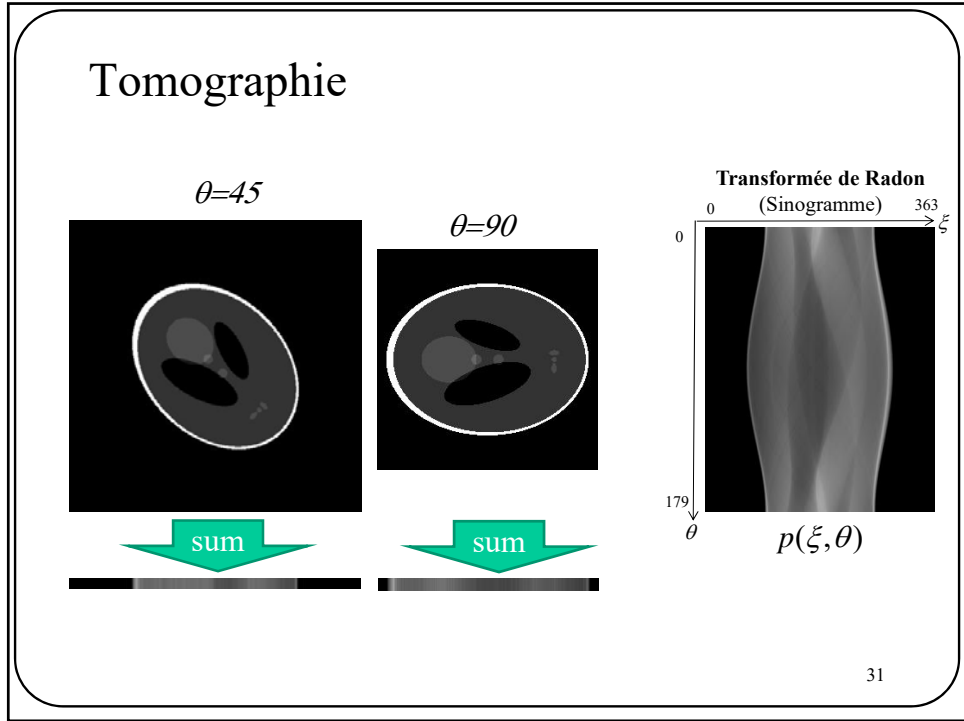 Tomographie
θ=45
θ=90
sum
sum
Transformée de Radon
(Sinogramme)
0
363
ξ
0
179
θ
p(ξ,θ)
31